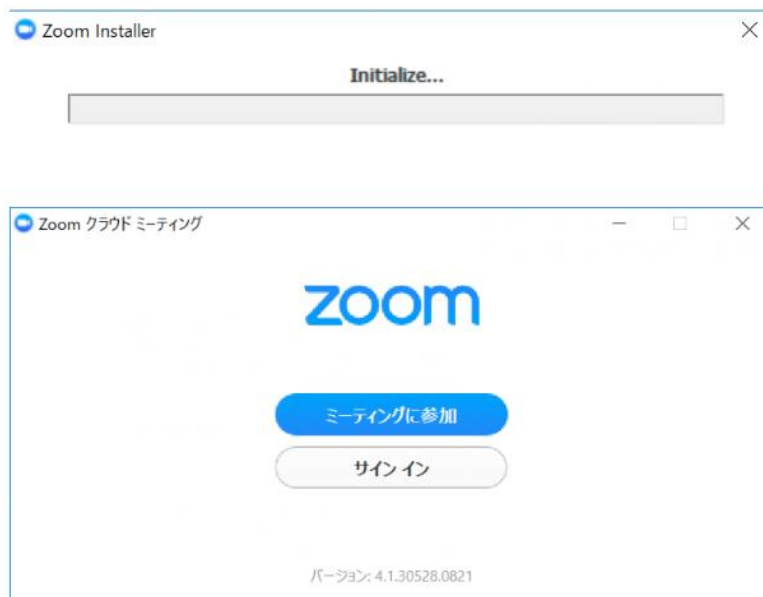 Zoom Installer
Initialize...
Zoom クラウド ミーティング
zoom
ミーティングに参加
サイン イン
バージョン: 4.1.30528.0821